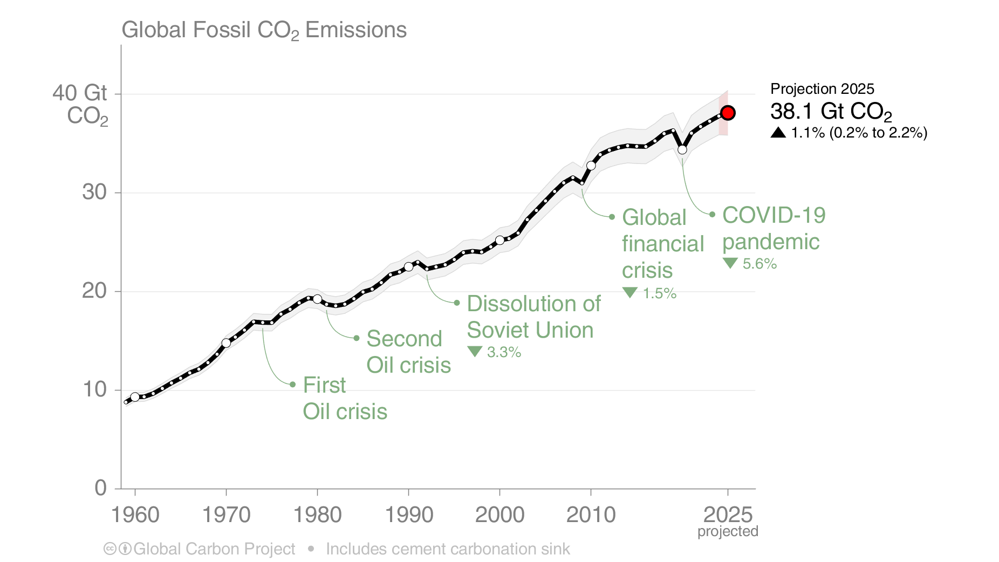 Global Fossil CO₂ Emissions
40 Gt
CO₂
30
20
10
0
1960 1970 1980 1990 2000 2010 2025
projected
Projection 2025
38.1 Gt CO₂
▲ 1.1% (0.2% to 2.2%)
First
Oil crisis
Second
Oil crisis
Dissolution of
Soviet Union
▼ 3.3%
Global
financial
crisis
▼ 1.5%
COVID-19
pandemic
▼ 5.6%
cc Global Carbon Project • Includes cement carbonation sink